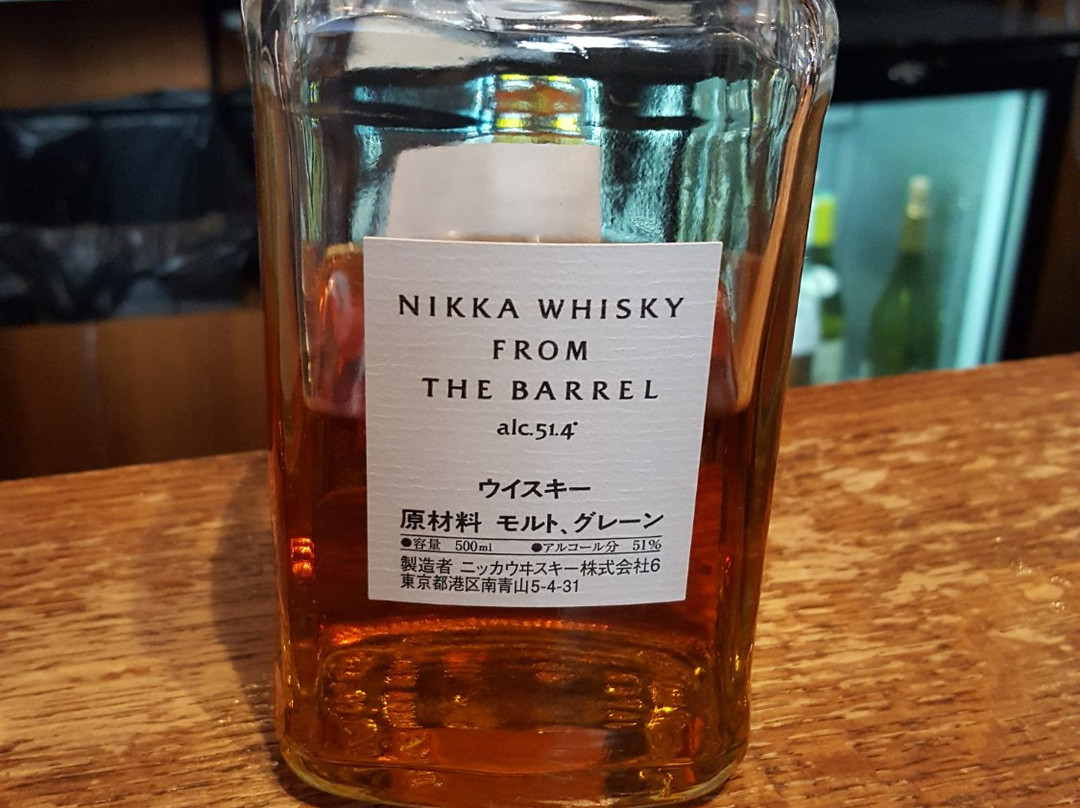 NIKKA WHISKY
FROM
THE BARREL
alc.51.4°
ウイスキー
原材料 モルト、グレーン
●容量 500ml ●アルコール分 51%
製造者 ニッカウヰスキー株式会社6
東京都港区南青山5-4-31